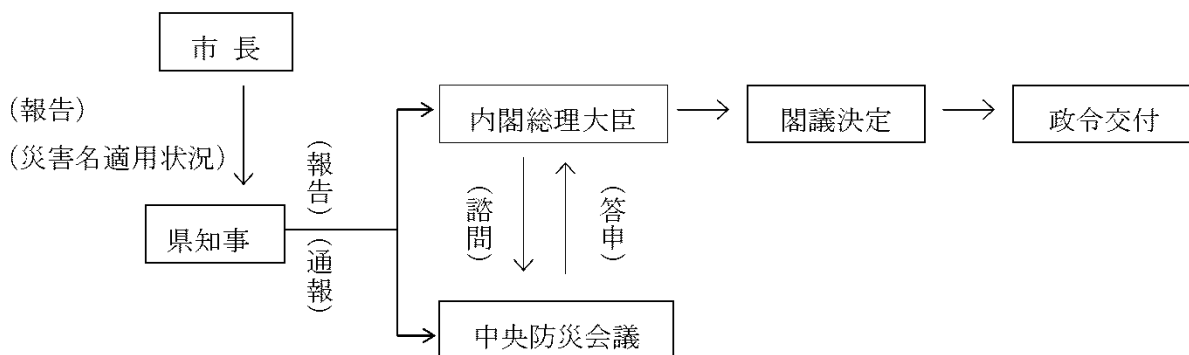 市 長
(報告)
(災害名適用状況)
県知事
(報告)
(通報)
内閣総理大臣
閣議決定
政令交付
(諮問)
(答申)
中央防災会議